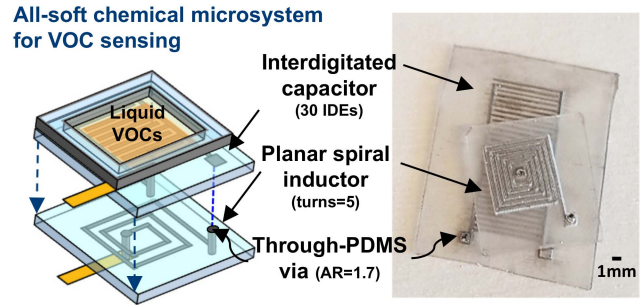 All-soft chemical microsystem
for VOC sensing
Liquid
VOCs
Interdigitated
capacitor
(30 IDEs)
Planar spiral
inductor
(turns=5)
Through-PDMS
via (AR=1.7)
1mm